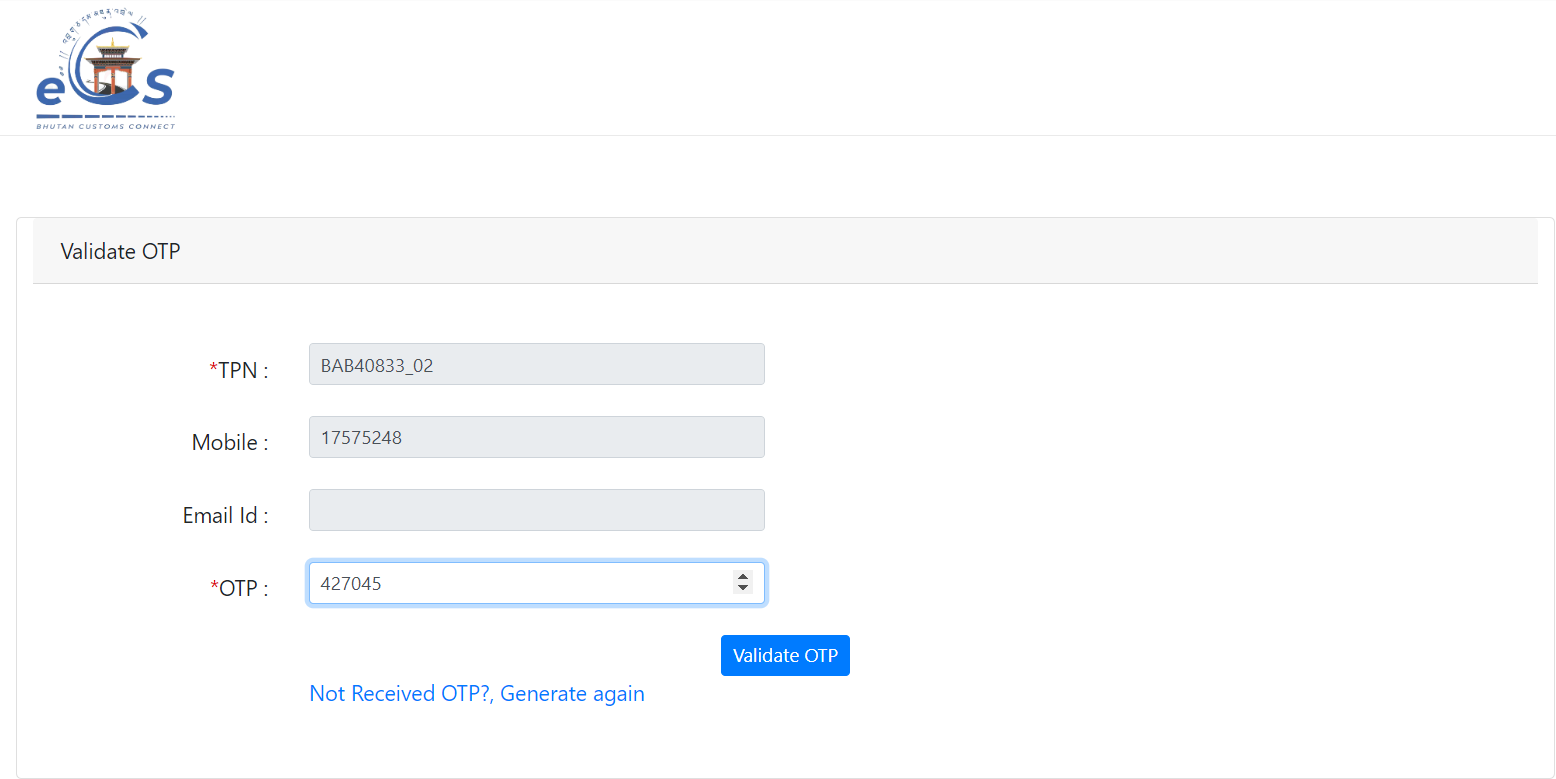 eCS
BHUTAN CUSTOMS CONNECT
Validate OTP
*TPN :
BAB40833_02
Mobile :
17575248
Email Id :
*OTP :
427045
Validate OTP
Not Received OTP?, Generate again